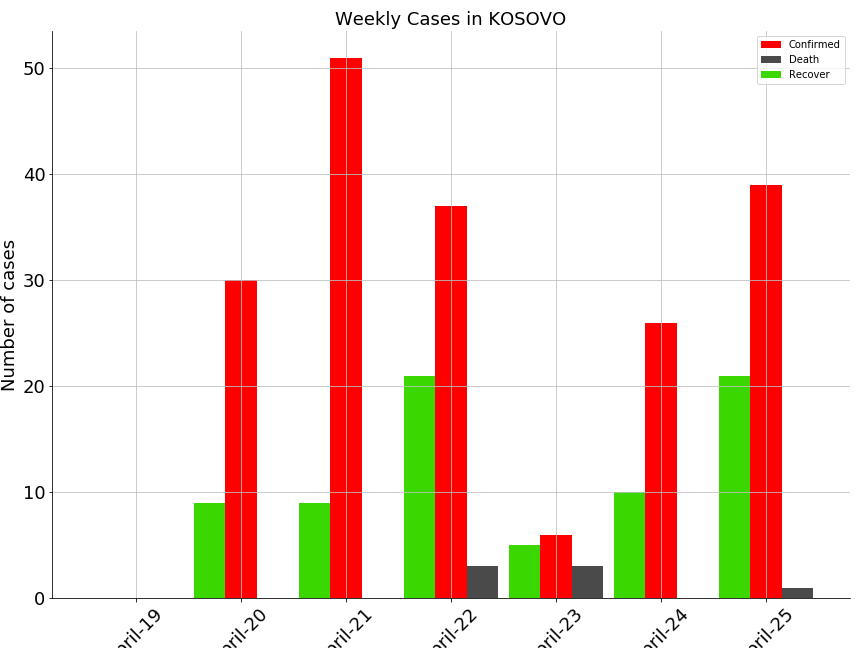 Weekly Cases in KOSOVO
Confirmed
Death
Recover
Number of cases
50
40
30
20
10
0
pril-19
pril-20
pril-21
pril-22
pril-23
pril-24
pril-25